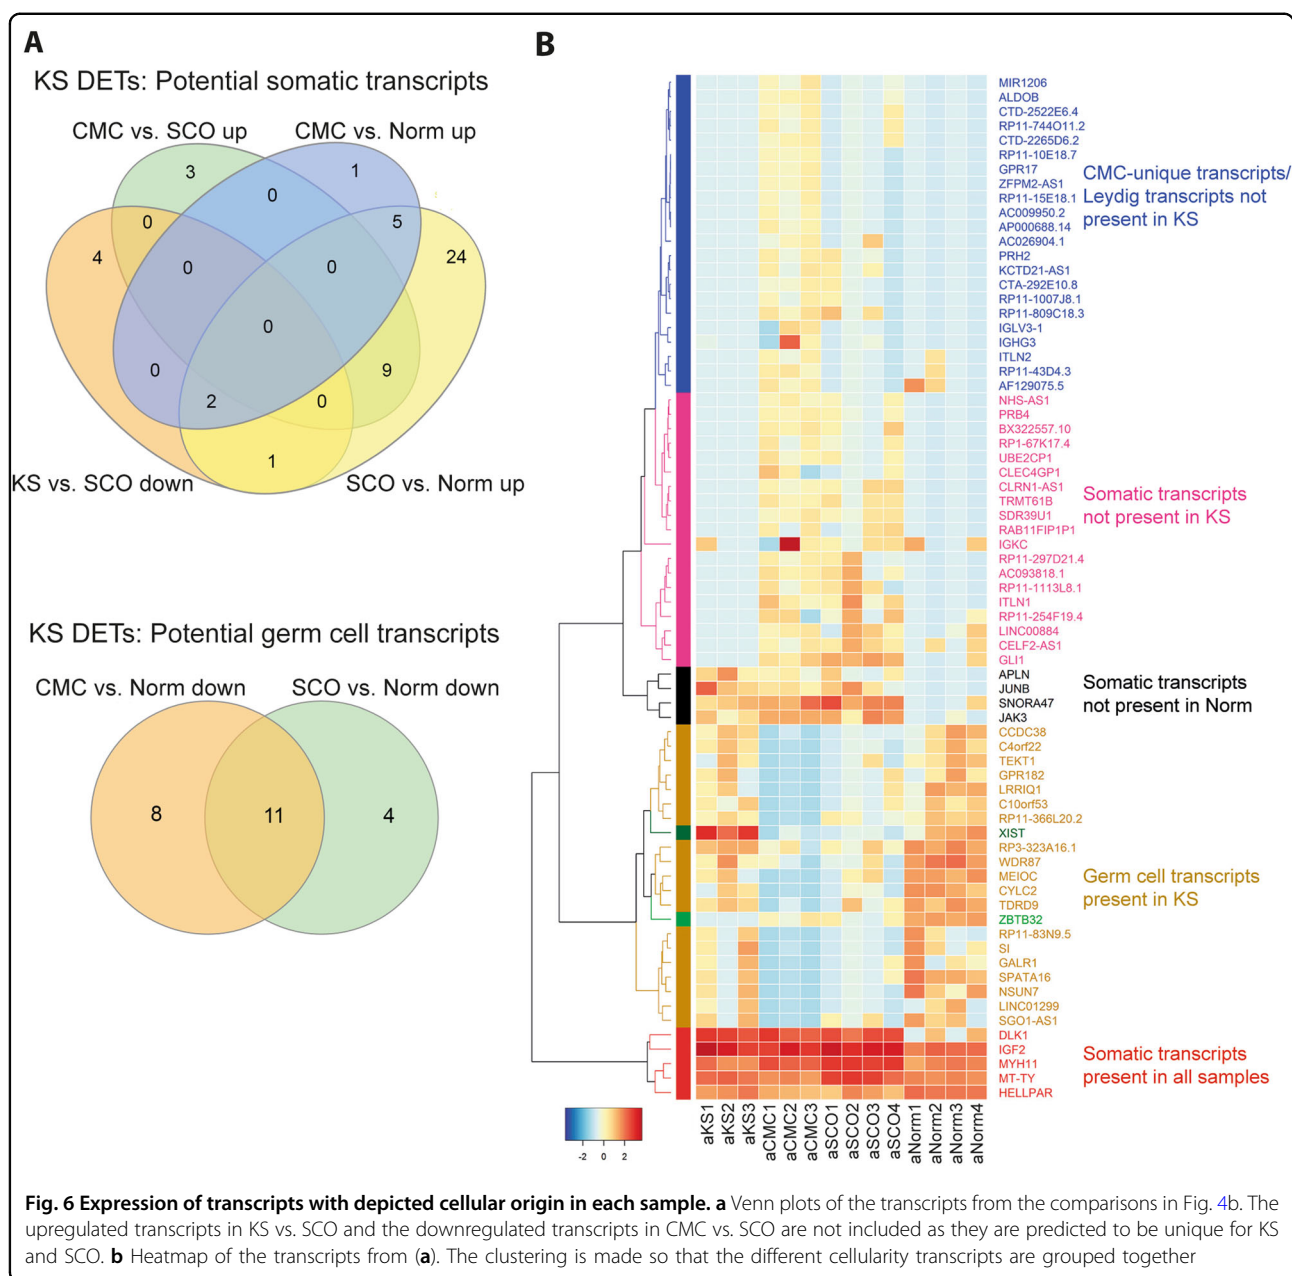 A
KS DETs: Potential somatic transcripts
CMC vs. SCO up
CMC vs. Norm up
3
0
1
0
5
4
0
0
24
0
0
9
2
0
1
KS vs. SCO down
SCO vs. Norm up
KS DETs: Potential germ cell transcripts
CMC vs. Norm down
SCO vs. Norm down
8
11
4
B
MIR1206
ALDOB
CTD-2522E6.4
RP11-744O11.2
CTD-2265D6.2
RP11-10E18.7
GPR17
ZFPM2-AS1
RP11-15E18.1
AC009950.2
AP000688.14
AC026904.1
PRH2
KCTD21-AS1
CTA-292E10.8
RP11-1007J8.1
RP11-809C18.3
IGLV3-1
IGHG3
ITLN2
RP11-43D4.3
AF129075.5
NHS-AS1
PRB4
BX322557.10
RP1-67K17.4
UBE2CP1
CLEC4GP1
CLRN1-AS1
TRMT61B
SDR39U1
RAB11FIP1P1
IGKC
RP11-297D21.4
AC093818.1
RP11-1113L8.1
ITLN1
RP11-254F19.4
LINC00884
CELF2-AS1
GLI1
APLN
JUNB
SNORA47
JAK3
CCDC38
C4orf22
TEKT1
GPR182
LRRIQ1
C10orf53
RP11-366L20.2
XIST
RP3-323A16.1
WDR87
MEIOC
CYLC2
TDRD9
ZBTB32
RP11-83N9.5
SI
GALR1
SPATA16
NSUN7
LINC01299
SGO1-AS1
DLK1
IGF2
MYH11
MT-TY
HELLPAR
CMC-unique transcripts/
Leydig transcripts not
present in KS
Somatic transcripts
not present in KS
Somatic transcripts
not present in Norm
Germ cell transcripts
present in KS
Somatic transcripts
present in all samples
-2 0 2
aKS1
aKS2
aKS3
aCMC1
aCMC2
aCMC3
aSCO1
aSCO2
aSCO3
aSCO4
aNorm1
aNorm2
aNorm3
aNorm4
Fig. 6 Expression of transcripts with depicted cellular origin in each sample. a Venn plots of the transcripts from the comparisons in Fig. 4b. The
upregulated transcripts in KS vs. SCO and the downregulated transcripts in CMC vs. SCO are not included as they are predicted to be unique for KS
and SCO. b Heatmap of the transcripts from (a). The clustering is made so that the different cellularity transcripts are grouped together